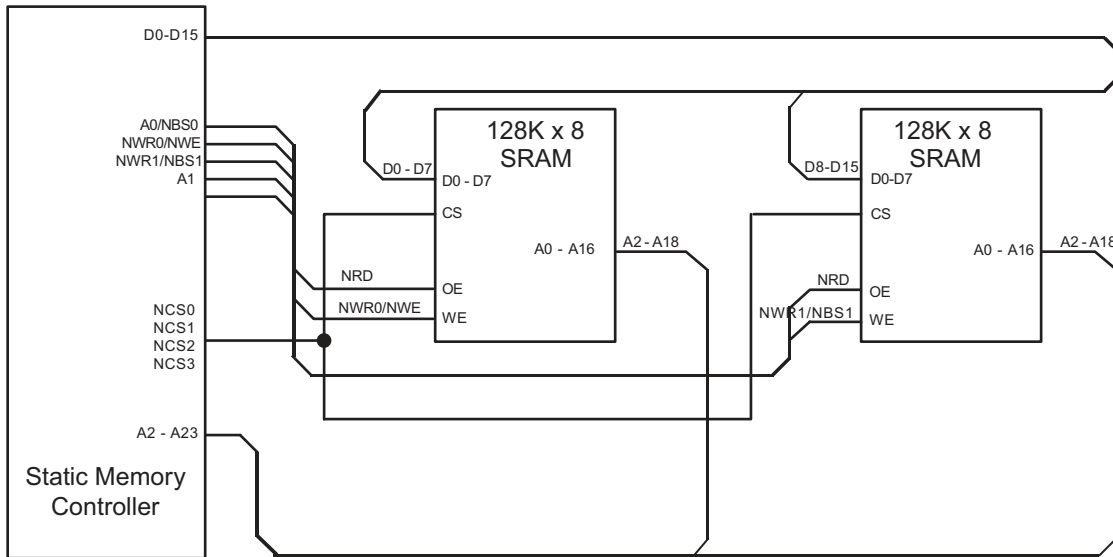 D0-D15
A0/NBS0
NWR0/NWE
NWR1/NBS1
A1
NCS0
NCS1
NCS2
NCS3
A2 - A23
Static Memory
Controller
128K x 8
SRAM
D0 - D7
D0 - D7
CS
A0 - A16
A2 - A18
NRD
OE
NWR0/NWE
WE
128K x 8
SRAM
D8-D15
D0-D7
CS
A0 - A16
A2 - A18
NRD
OE
NWR1/NBS1
WE